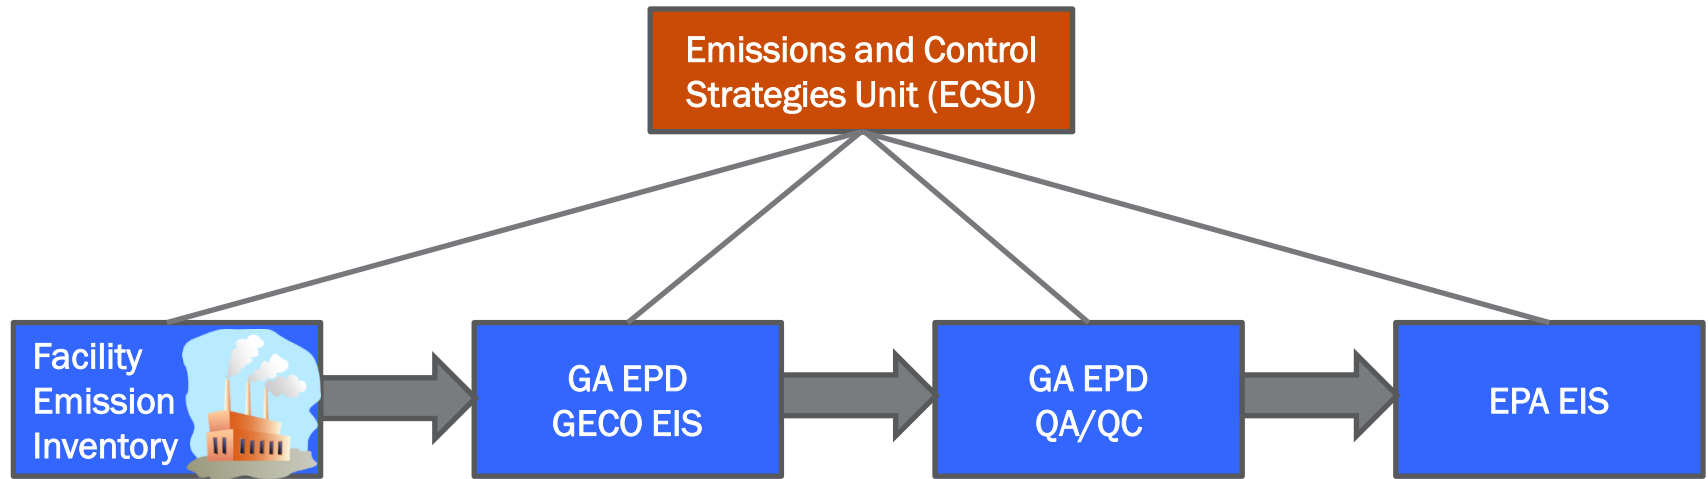 Emissions and Control
Strategies Unit (ECSU)
Facility
Emission
Inventory
GA EPD
GECO EIS
GA EPD
QA/QC
EPA EIS